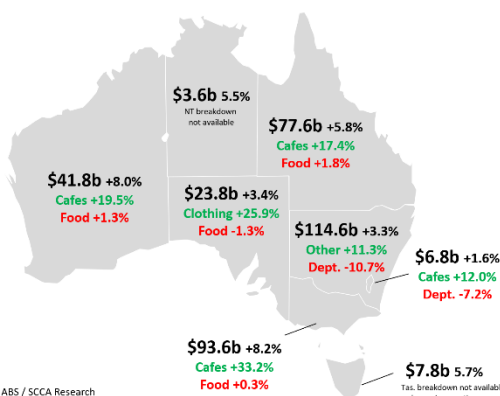 $3.6b 5.5%
NT breakdown
not available
$77.6b +5.8%
Cafes +17.4%
Food +1.8%
$41.8b +8.0%
Cafes +19.5%
Food +1.3%
$23.8b +3.4%
Clothing +25.9%
Food -1.3%
$114.6b +3.3%
Other +11.3%
Dept. -10.7%
$6.8b +1.6%
Cafes +12.0%
Dept. -7.2%
$93.6b +8.2%
Cafes +33.2%
Food +0.3%
$7.8b 5.7%
Tas. breakdown not availabl
ABS / SCCA Research